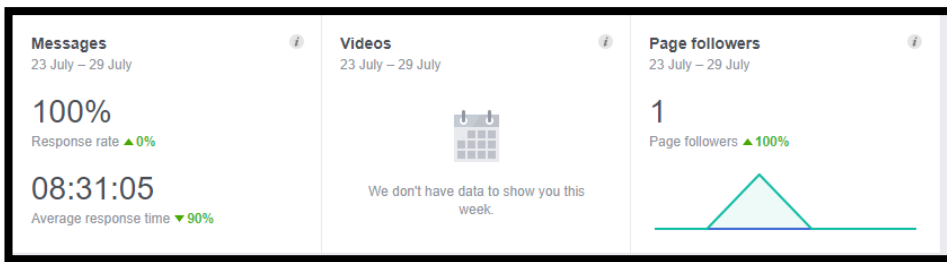 Messages
23 July – 29 July
100%
Response rate ▲ 0%
08:31:05
Average response time ▼ 90%
Videos
23 July – 29 July
We don't have data to show you this
week.
Page followers
23 July – 29 July
1
Page followers ▲ 100%